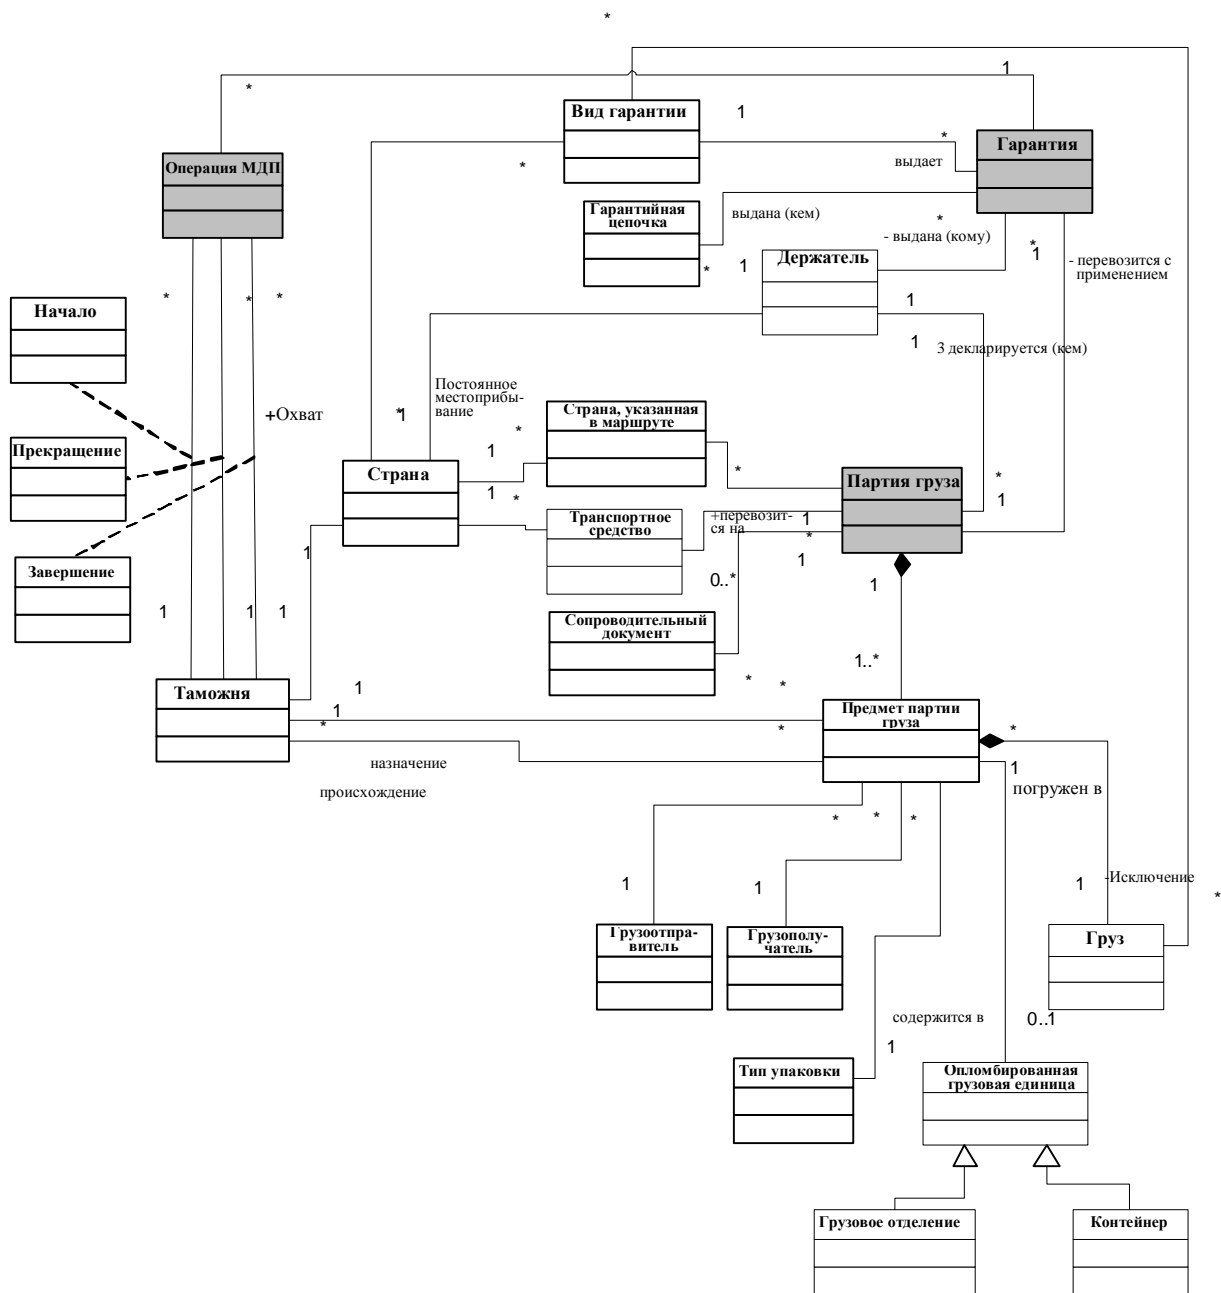 *
1
*
Вид гарантии
1
*
Гарантия
Операция МДП
*
выдает
Гарантийная
цепочка
выдана (кем)
*
- выдана (кому)
*
1
Держатель
- перевозится с
применением
*
1
*
*
*
1
Начало
1
3 декларируется (кем)
Постоянное
местоприбы-
вание
+Охват
*
1
Страна, указанная
в маршруте
*
Прекращение
1
Страна
*
*
Партия груза
1
*
1
Транспортное
средство
+перевозит-
ся на
1
*
1
1
Завершение
0..*
1
1
1
1
Сопроводительный
документ
1..*
Таможня
1
*
*
1
*
*
Предмет партии
груза
*
назначение
1
погружен в
происхождение
*
*
*
1
1
1
-Исключение
*
Грузоотпра-
витель
Грузополу-
чатель
Груз
содержится в
0..1
1
Тип упаковки
Опломбированная
грузовая единица
Грузовое отделение
Контейнер